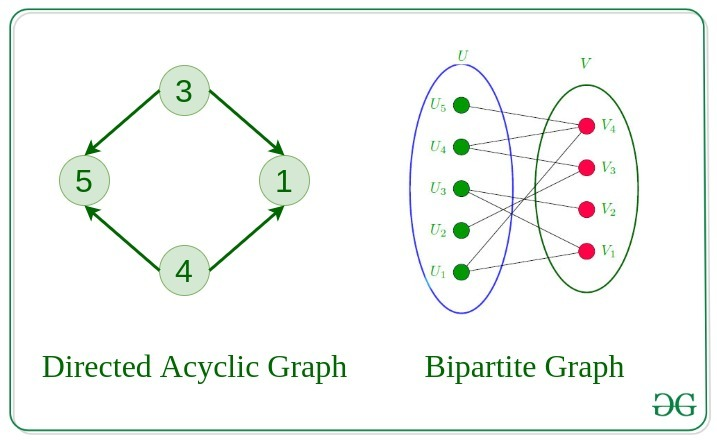 3
5
1
4
Directed Acyclic Graph
U
V
U5
U4
U3
U2
U1
V4
V3
V2
V1
Bipartite Graph
GG